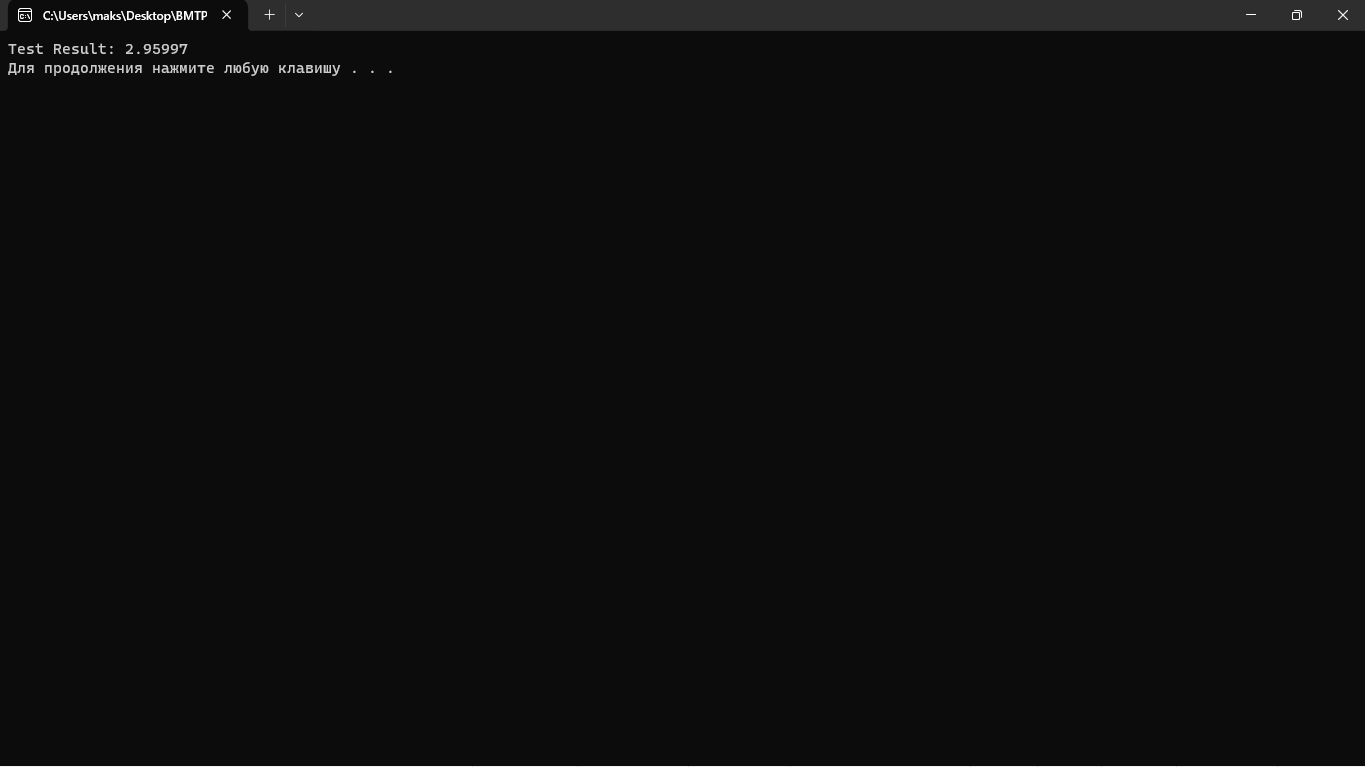 C:\Users\maks\Desktop\BMTP
Test Result: 2.95997
Для продолжения нажмите любую клавишу . . .